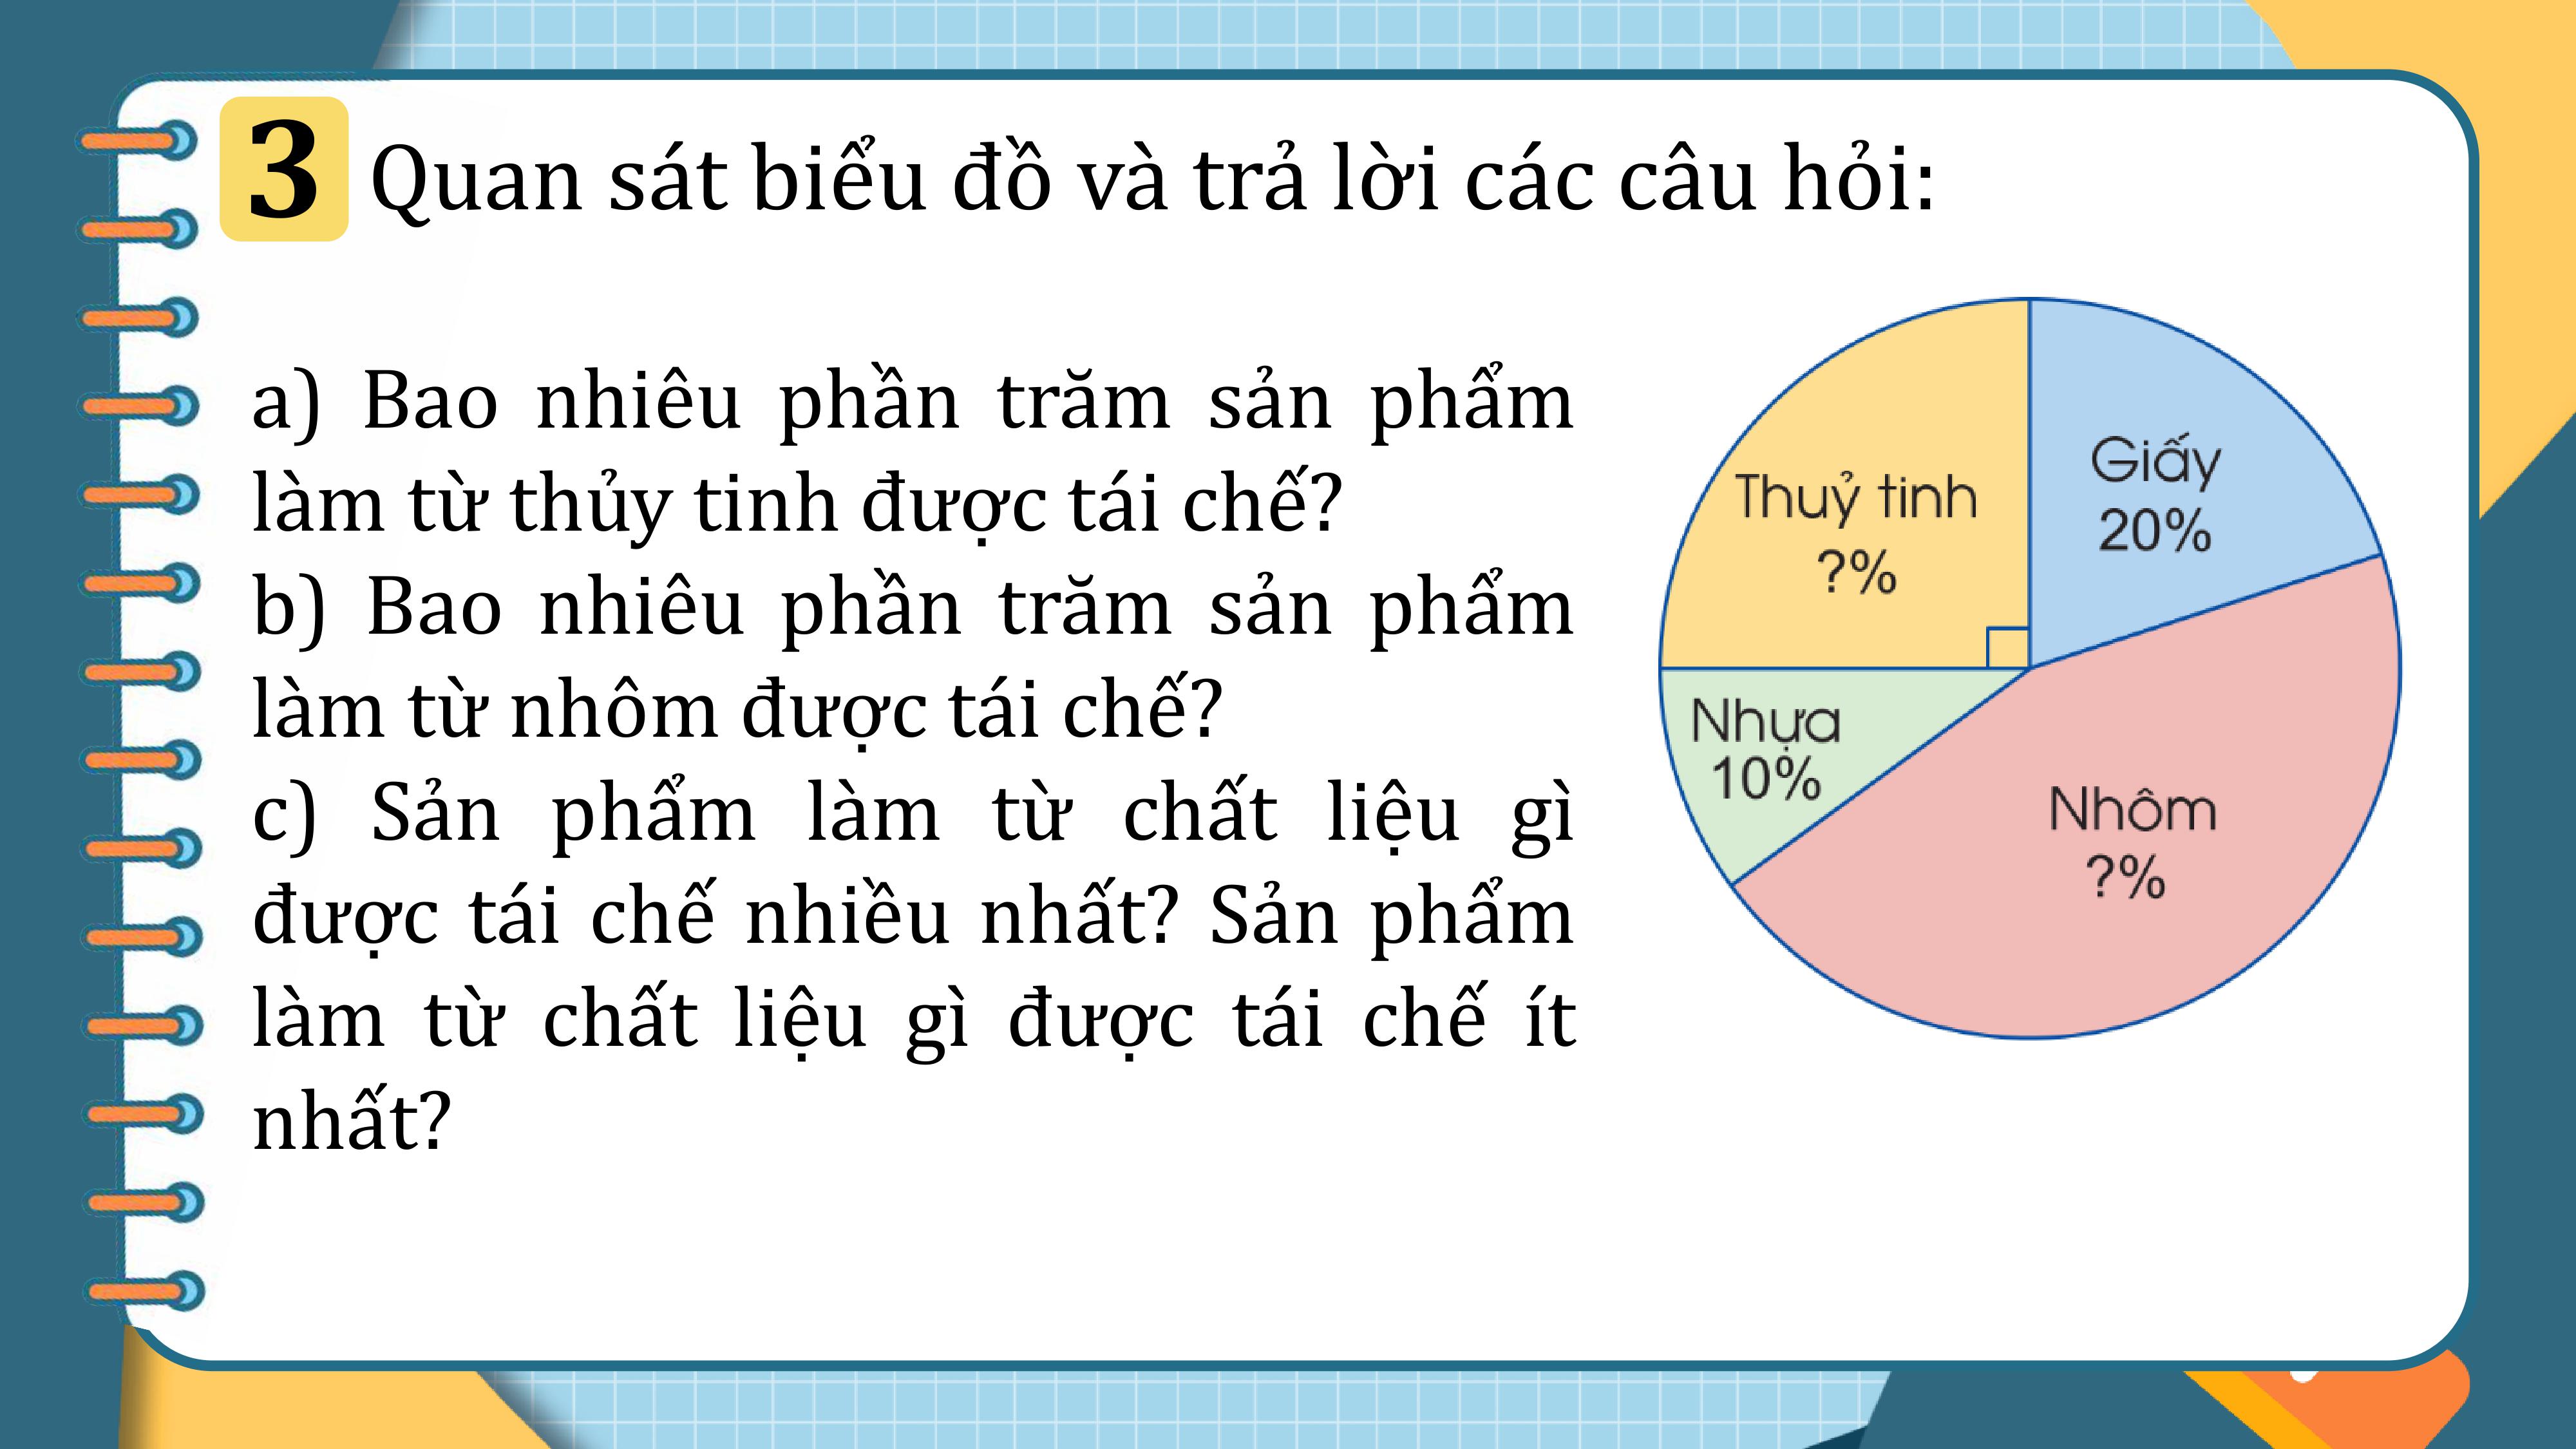 3 Quan sát biểu đồ và trả lời các câu hỏi:
a) Bao nhiêu phần trăm sản phẩm
làm từ thủy tinh được tái chế?
b) Bao nhiêu phần trăm sản phẩm
làm từ nhôm được tái chế?
c) Sản phẩm làm từ chất liệu gì
được tái chế nhiều nhất? Sản phẩm
làm từ chất liệu gì được tái chế ít
nhất?
Thuỷ tinh
?%
Giấy
20%
Nhựa
10%
Nhôm
?%